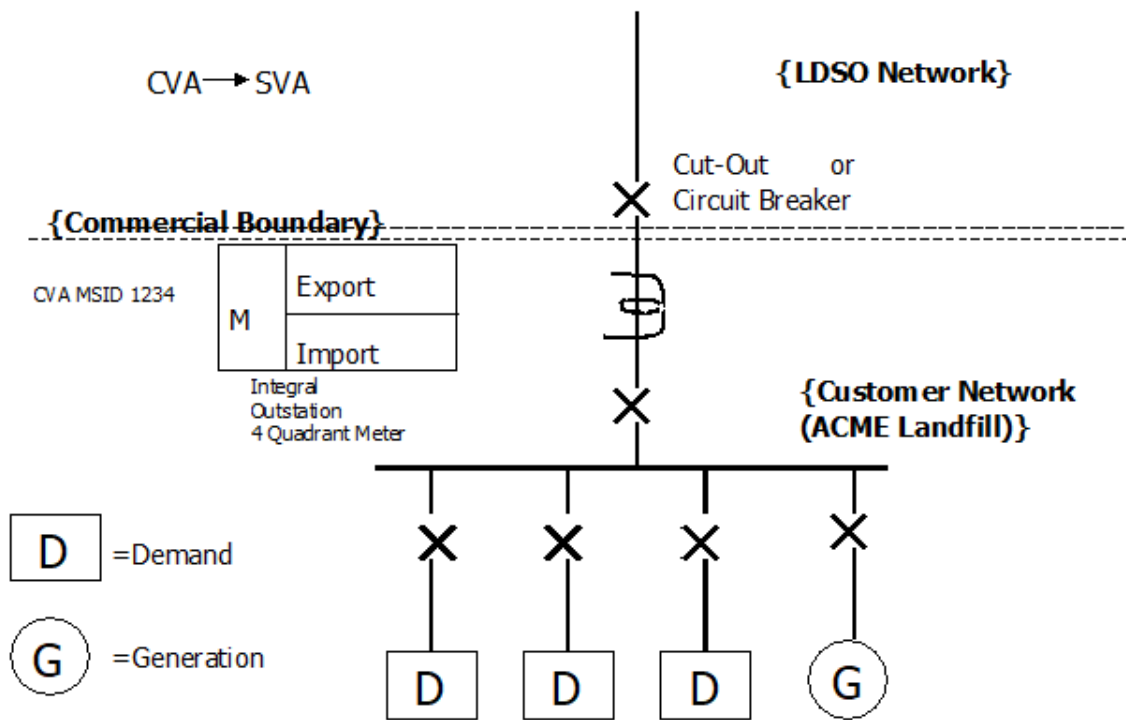 CVA SVA
{LDSO Network}
Cut-Out or
Circuit Breaker
{Commercial Boundary}
CVA MSID 1234
M
Export
Import
Integral
Outstation
4 Quadrant Meter
{Customer Network
(ACME Landfill)}
D
=Demand
G
=Generation
D
D
D
G